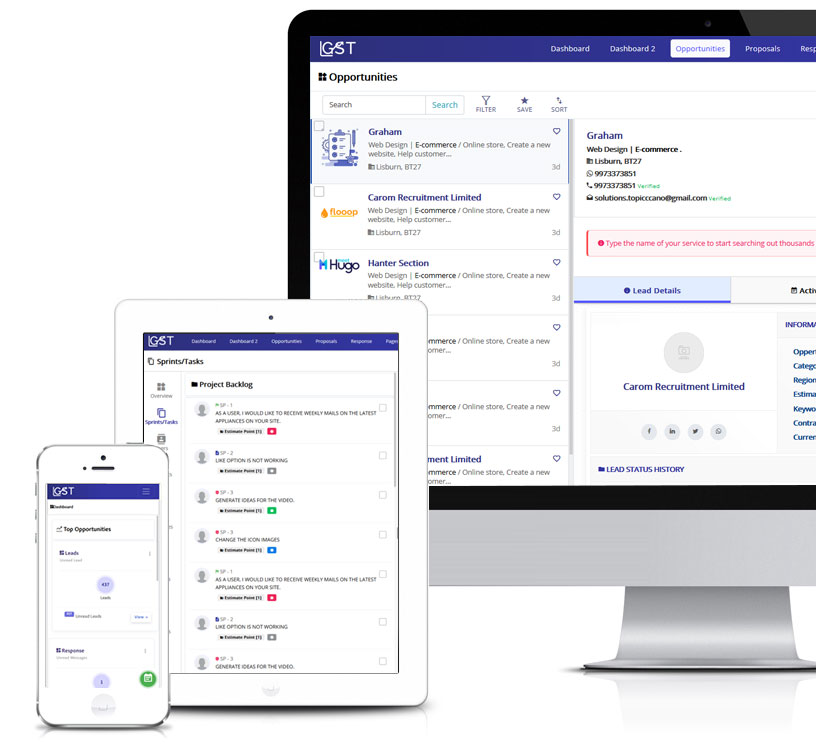 LGST
Dashboard Dashboard 2 Opportunities Proposals
Opportunities
Search Search FILTER SAVE SORT
Graham
Web Design | E-commerce / Online store, Create a new
website, Help customer...
Lisburn, BT27 3d
flooop
Carom Recruitment Limited
Web Design | E-commerce / Online store, Create a new
website, Help customer...
Lisburn, BT27 3d
Hugo
Hanter Section
Web Design | E-commerce / Online store, Create a new
website, Help customer...
Lisburn, BT27 3d
mmerce / Online store, Create a new
omer...
3d
mmerce / Online store, Create a new
omer...
3d
ment Limited
mmerce / Online store, Create a new
omer...
Graham
Web Design | E-commerce .
Lisburn, BT27
9973373851
9973373851 Verified
solutions.topicccano@gmail.com Verified
Type the name of your service to start searching out thousands
Lead Details Activ
Carom Recruitment Limited
INFORMA
Oppert
Catego
Region
Estima
Keywo
Contra
Curren
LEAD STATUS HISTORY
LGST
Dashboard Dashboard 2 Opportunities Proposals Response Pages
Sprints/Tasks
Overview
Sprints/Tasks
Project Backlog
SP - 1
AS A USER, I WOULD LIKE TO RECEIVE WEEKLY MAILS ON THE LATEST
APPLIANCES ON YOUR SITE.
Estimate Point [1]
SP - 2
LIKE OPTION IS NOT WORKING
Estimate Point [1]
SP - 3
GENERATE IDEAS FOR THE VIDEO.
Estimate Point [1]
SP - 3
CHANGE THE ICON IMAGES
Estimate Point [1]
SP - 1
AS A USER, I WOULD LIKE TO RECEIVE WEEKLY MAILS ON THE LATEST
APPLIANCES ON YOUR SITE.
Estimate Point [1]
SP - 2
LIKE OPTION IS NOT WORKING
Estimate Point [1]
SP - 3
GENERATE IDEAS FOR THE VIDEO.
LGST
Dashboard
Top Opportunities
Leads
Unread Lead
437
Leads
Unread Leads View
Response
Unread Messages
1